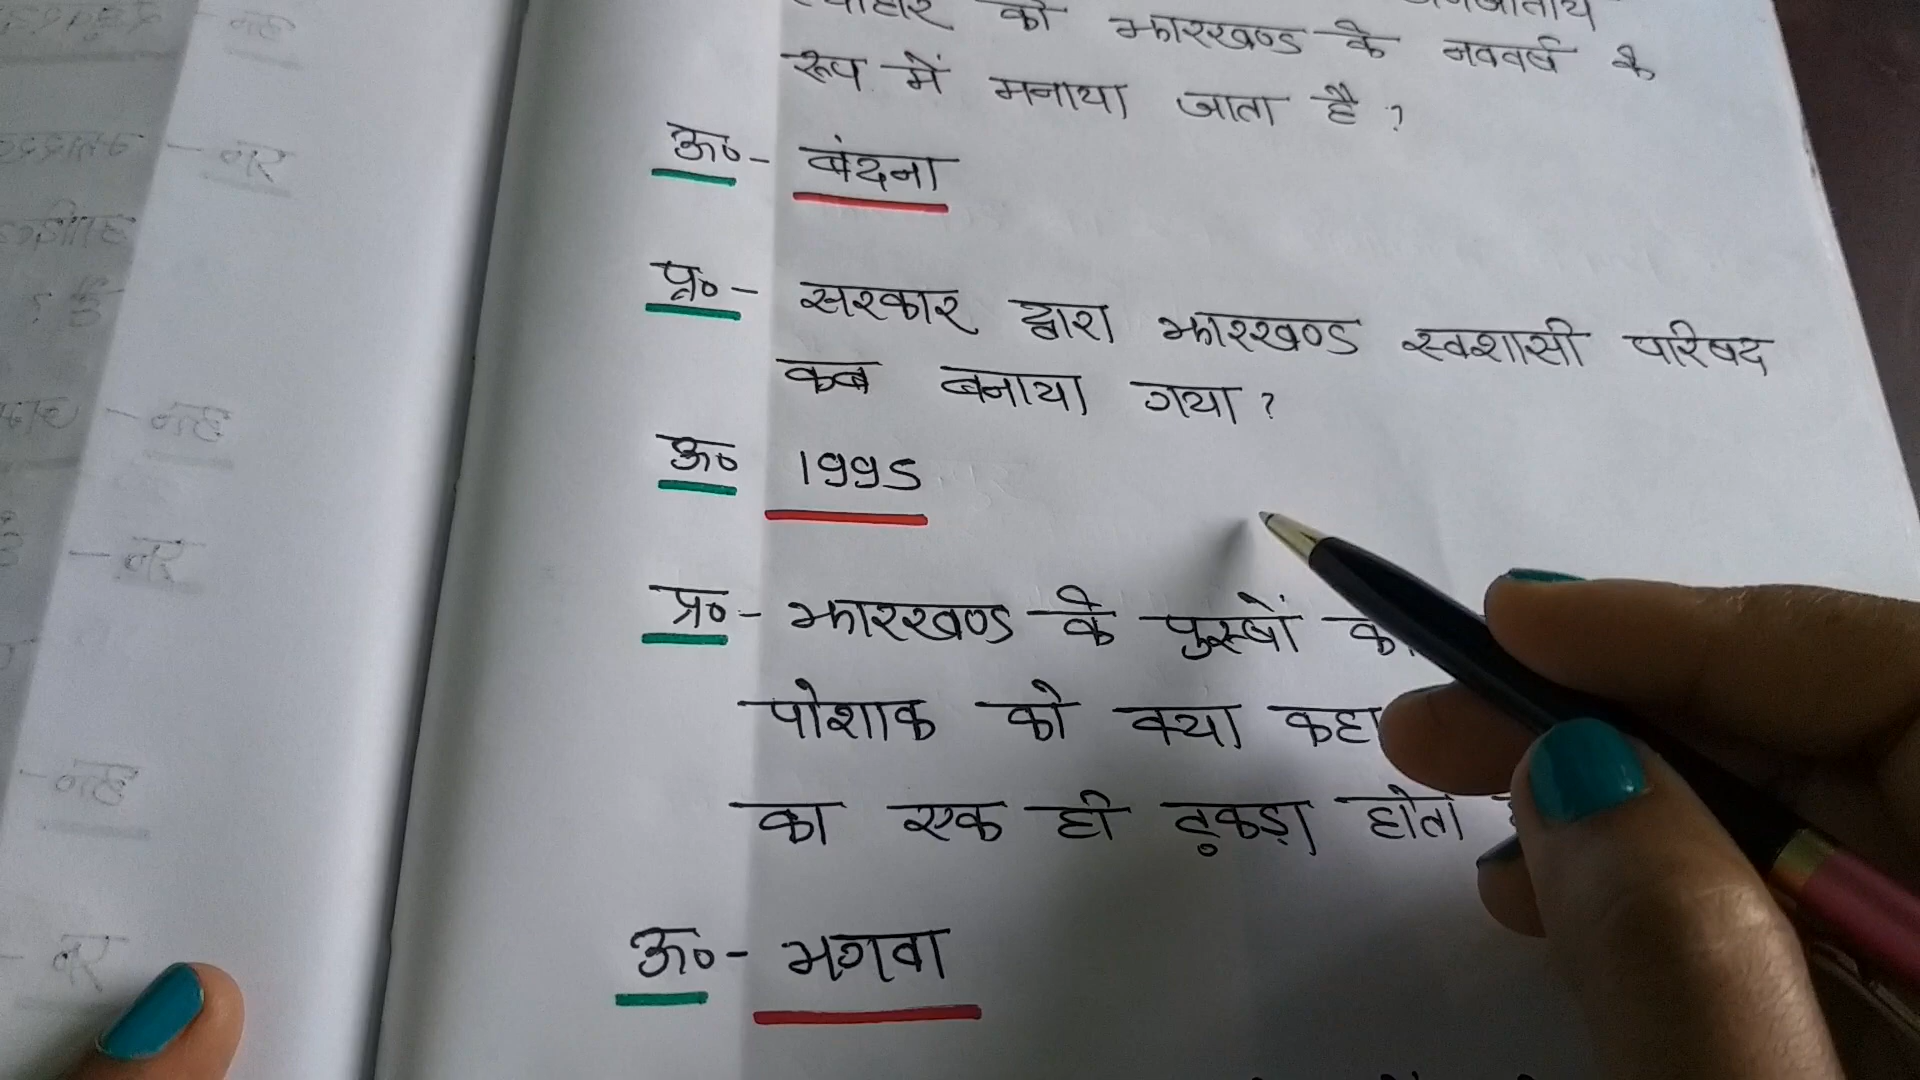 को झारखण्ड के नववर्ष के
रूप में मनाया जाता है ?
उ०- बंदना
प्र०- सरकार द्वारा झारखण्ड स्वशासी परिषद
कब बनाया गया ?
उ० 1995
प्र०- झारखण्ड के पुरुषों
पोशाक को क्या कहा
का एक ही टुकड़ा होता
उ०- भगवा